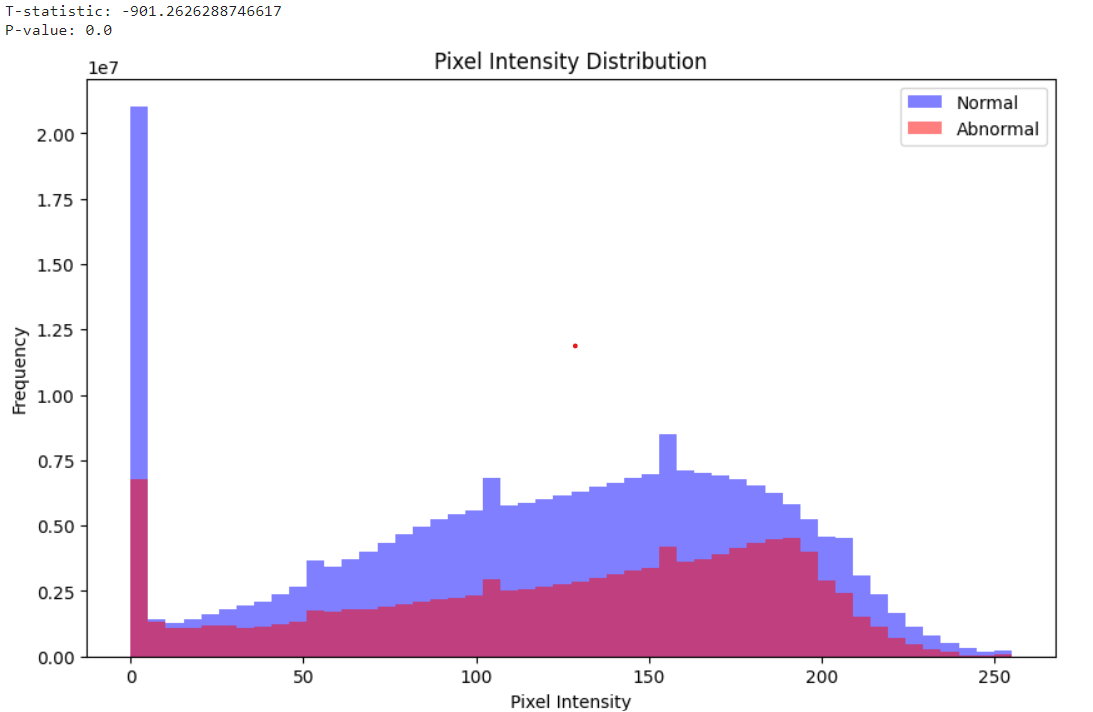 T-statistic: -901.2626288746617
P-value: 0.0
Pixel Intensity Distribution
1e7
Normal
Abnormal
2.00
1.75
1.50
1.25
1.00
0.75
0.50
0.25
0.00
Frequency
0 50 100 150 200 250
Pixel Intensity